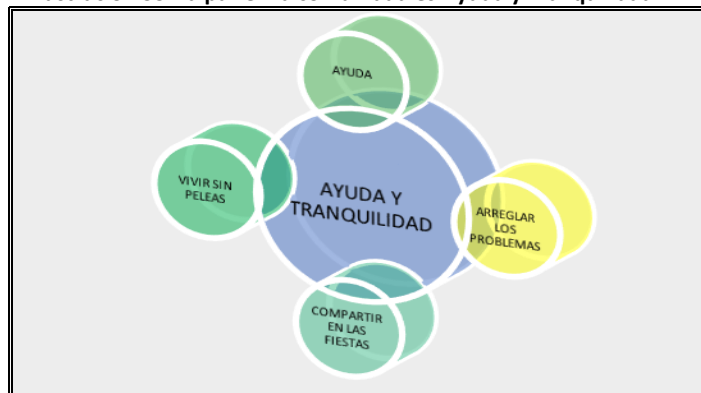 AYUDA
VIVIR SIN
PELEAS
AYUDA Y
TRANQUILIDAD
ARREGLAR
LOS
PROBLEMAS
COMPARTIR
EN LAS
FIESTAS